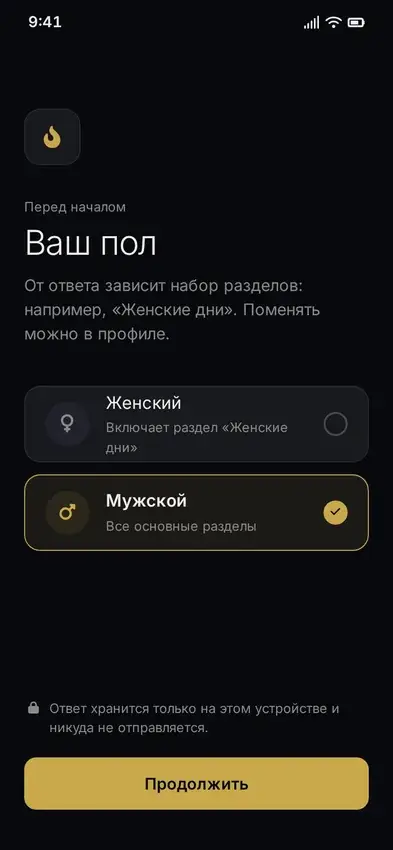 9:41
Перед началом
Ваш пол
От ответа зависит набор разделов:
например, «Женские дни». Поменять
можно в профиле.
Женский
Включает раздел «Женские
дни»
Мужской
Все основные разделы
Ответ хранится только на этом устройстве и
никуда не отправляется.
Продолжить